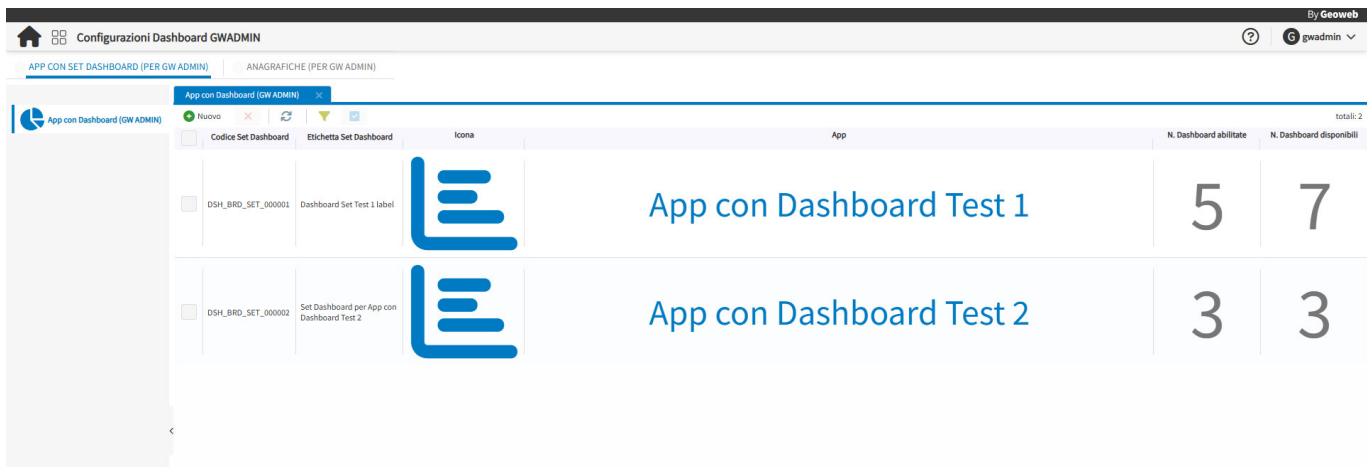 By Geoweb
Configurazioni Dashboard GWADMIN
? G gwadmin
APP CON SET DASHBOARD (PER GW ADMIN) ANAGRAFICHE (PER GW ADMIN)
App con Dashboard (GW ADMIN)
App con Dashboard (GW ADMIN)
Nuovo totali: 2
Codice Set Dashboard Etichetta Set Dashboard Icona App N. Dashboard abilitate N. Dashboard disponibili
DSH_BRD_SET_000001 Dashboard Set Test 1 label App con Dashboard Test 1 5 7
DSH_BRD_SET_000002 Set Dashboard per App con
Dashboard Test 2 App con Dashboard Test 2 3 3